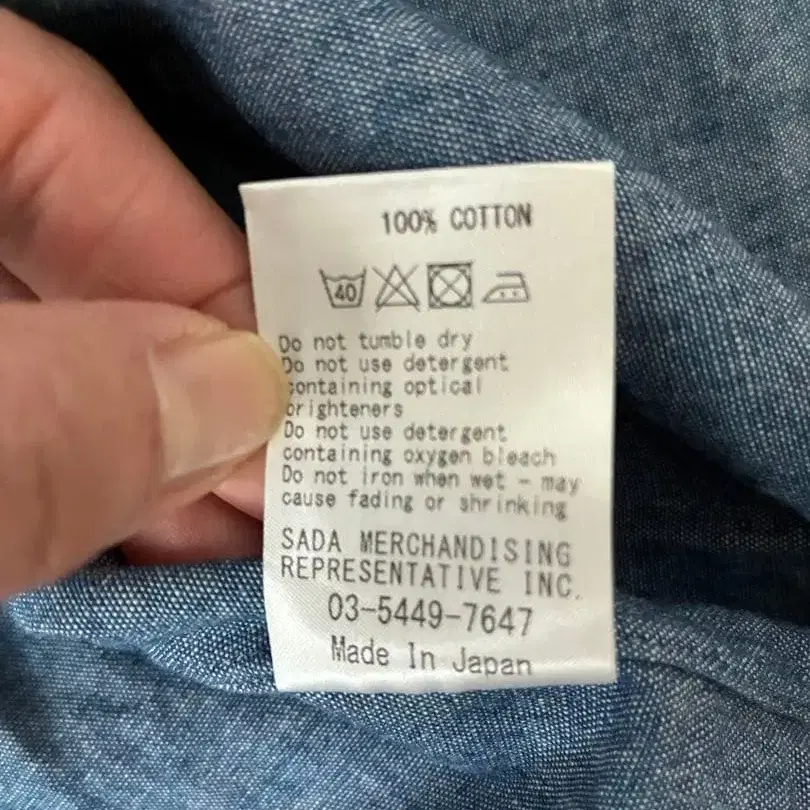 100% COTTON
40
Do not tumble dry
Do not use detergent
containing optical
brighteners
Do not use detergent
containing oxygen bleach
Do not iron when wet - may
cause fading or shrinking
SADA MERCHANDISING
REPRESENTATIVE INC.
03-5449-7647
Made In Japan